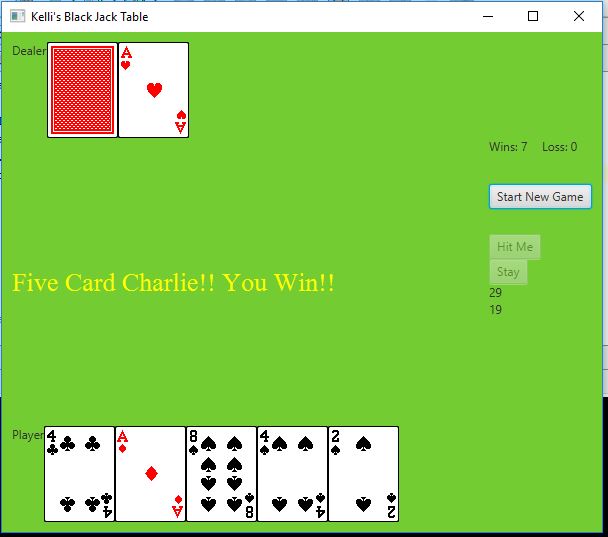 Kelli's Black Jack Table
Dealer
A
A
Wins: 7 Loss: 0
Start New Game
Hit Me
Stay
29
19
Five Card Charlie!! You Win!!
Player
4 A 8 4 2
4 A 8 4 2